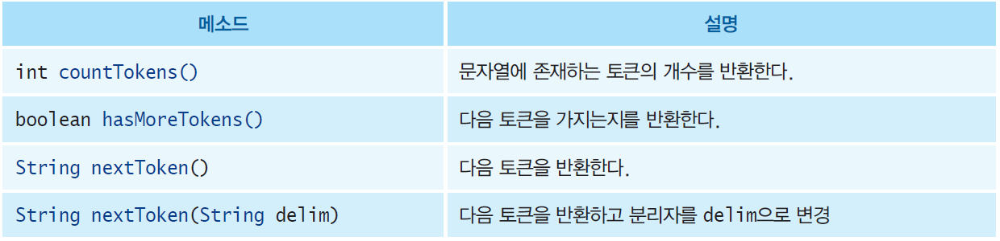 메소드 설명
int countTokens() 문자열에 존재하는 토큰의 개수를 반환한다.
boolean hasMoreTokens() 다음 토큰을 가지는지를 반환한다.
String nextToken() 다음 토큰을 반환한다.
String nextToken(String delim) 다음 토큰을 반환하고 분리자를 delim으로 변경